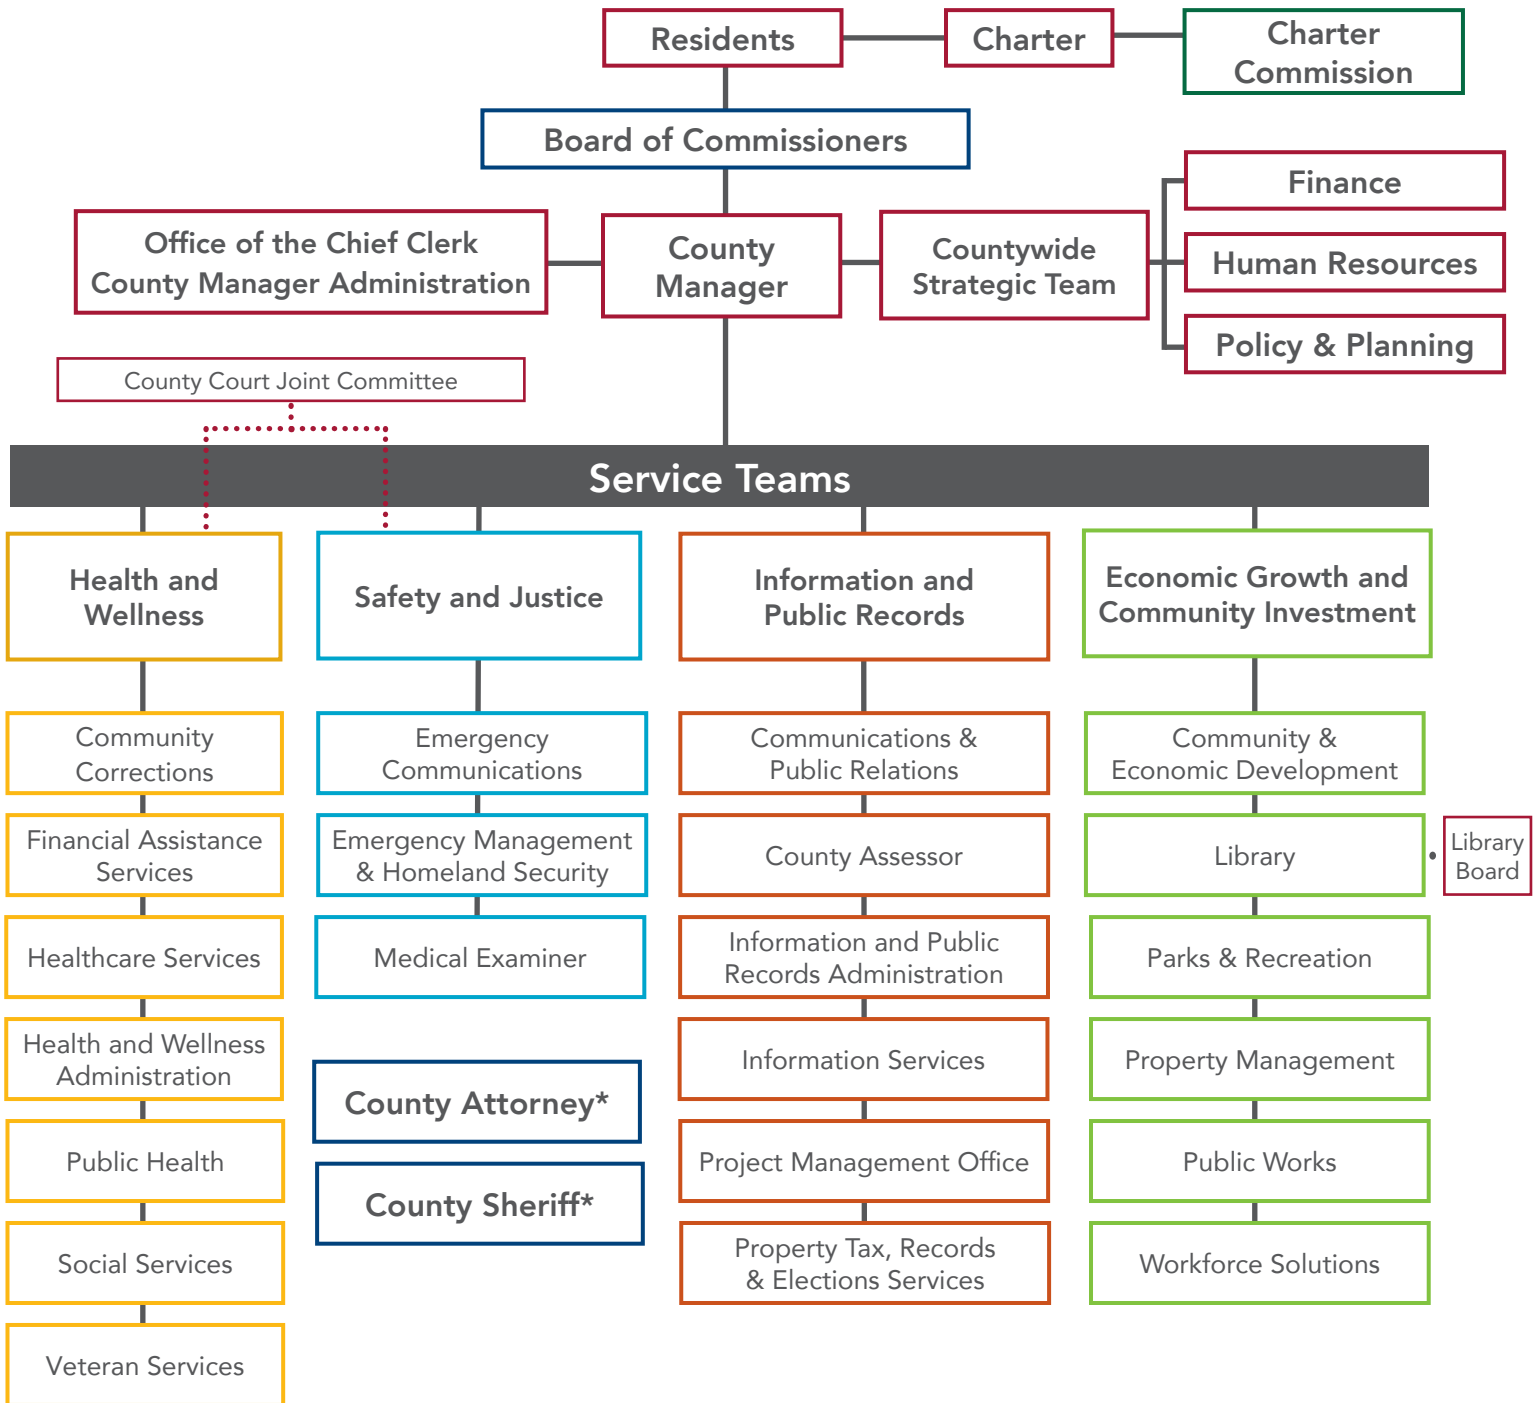 Residents
Charter
Charter
Commission
Board of Commissioners
Office of the Chief Clerk
County Manager Administration
County
Manager
Countywide
Strategic Team
Finance
Human Resources
Policy & Planning
County Court Joint Committee
Service Teams
Health and
Wellness
Community
Corrections
Financial Assistance
Services
Healthcare Services
Health and Wellness
Administration
Public Health
Social Services
Veteran Services
Safety and Justice
Emergency
Communications
Emergency Management
& Homeland Security
Medical Examiner
County Attorney*
County Sheriff*
Information and
Public Records
Communications &
Public Relations
County Assessor
Information and Public
Records Administration
Information Services
Project Management Office
Property Tax, Records
& Elections Services
Economic Growth and
Community Investment
Community &
Economic Development
Library
Library
Board
Parks & Recreation
Property Management
Public Works
Workforce Solutions